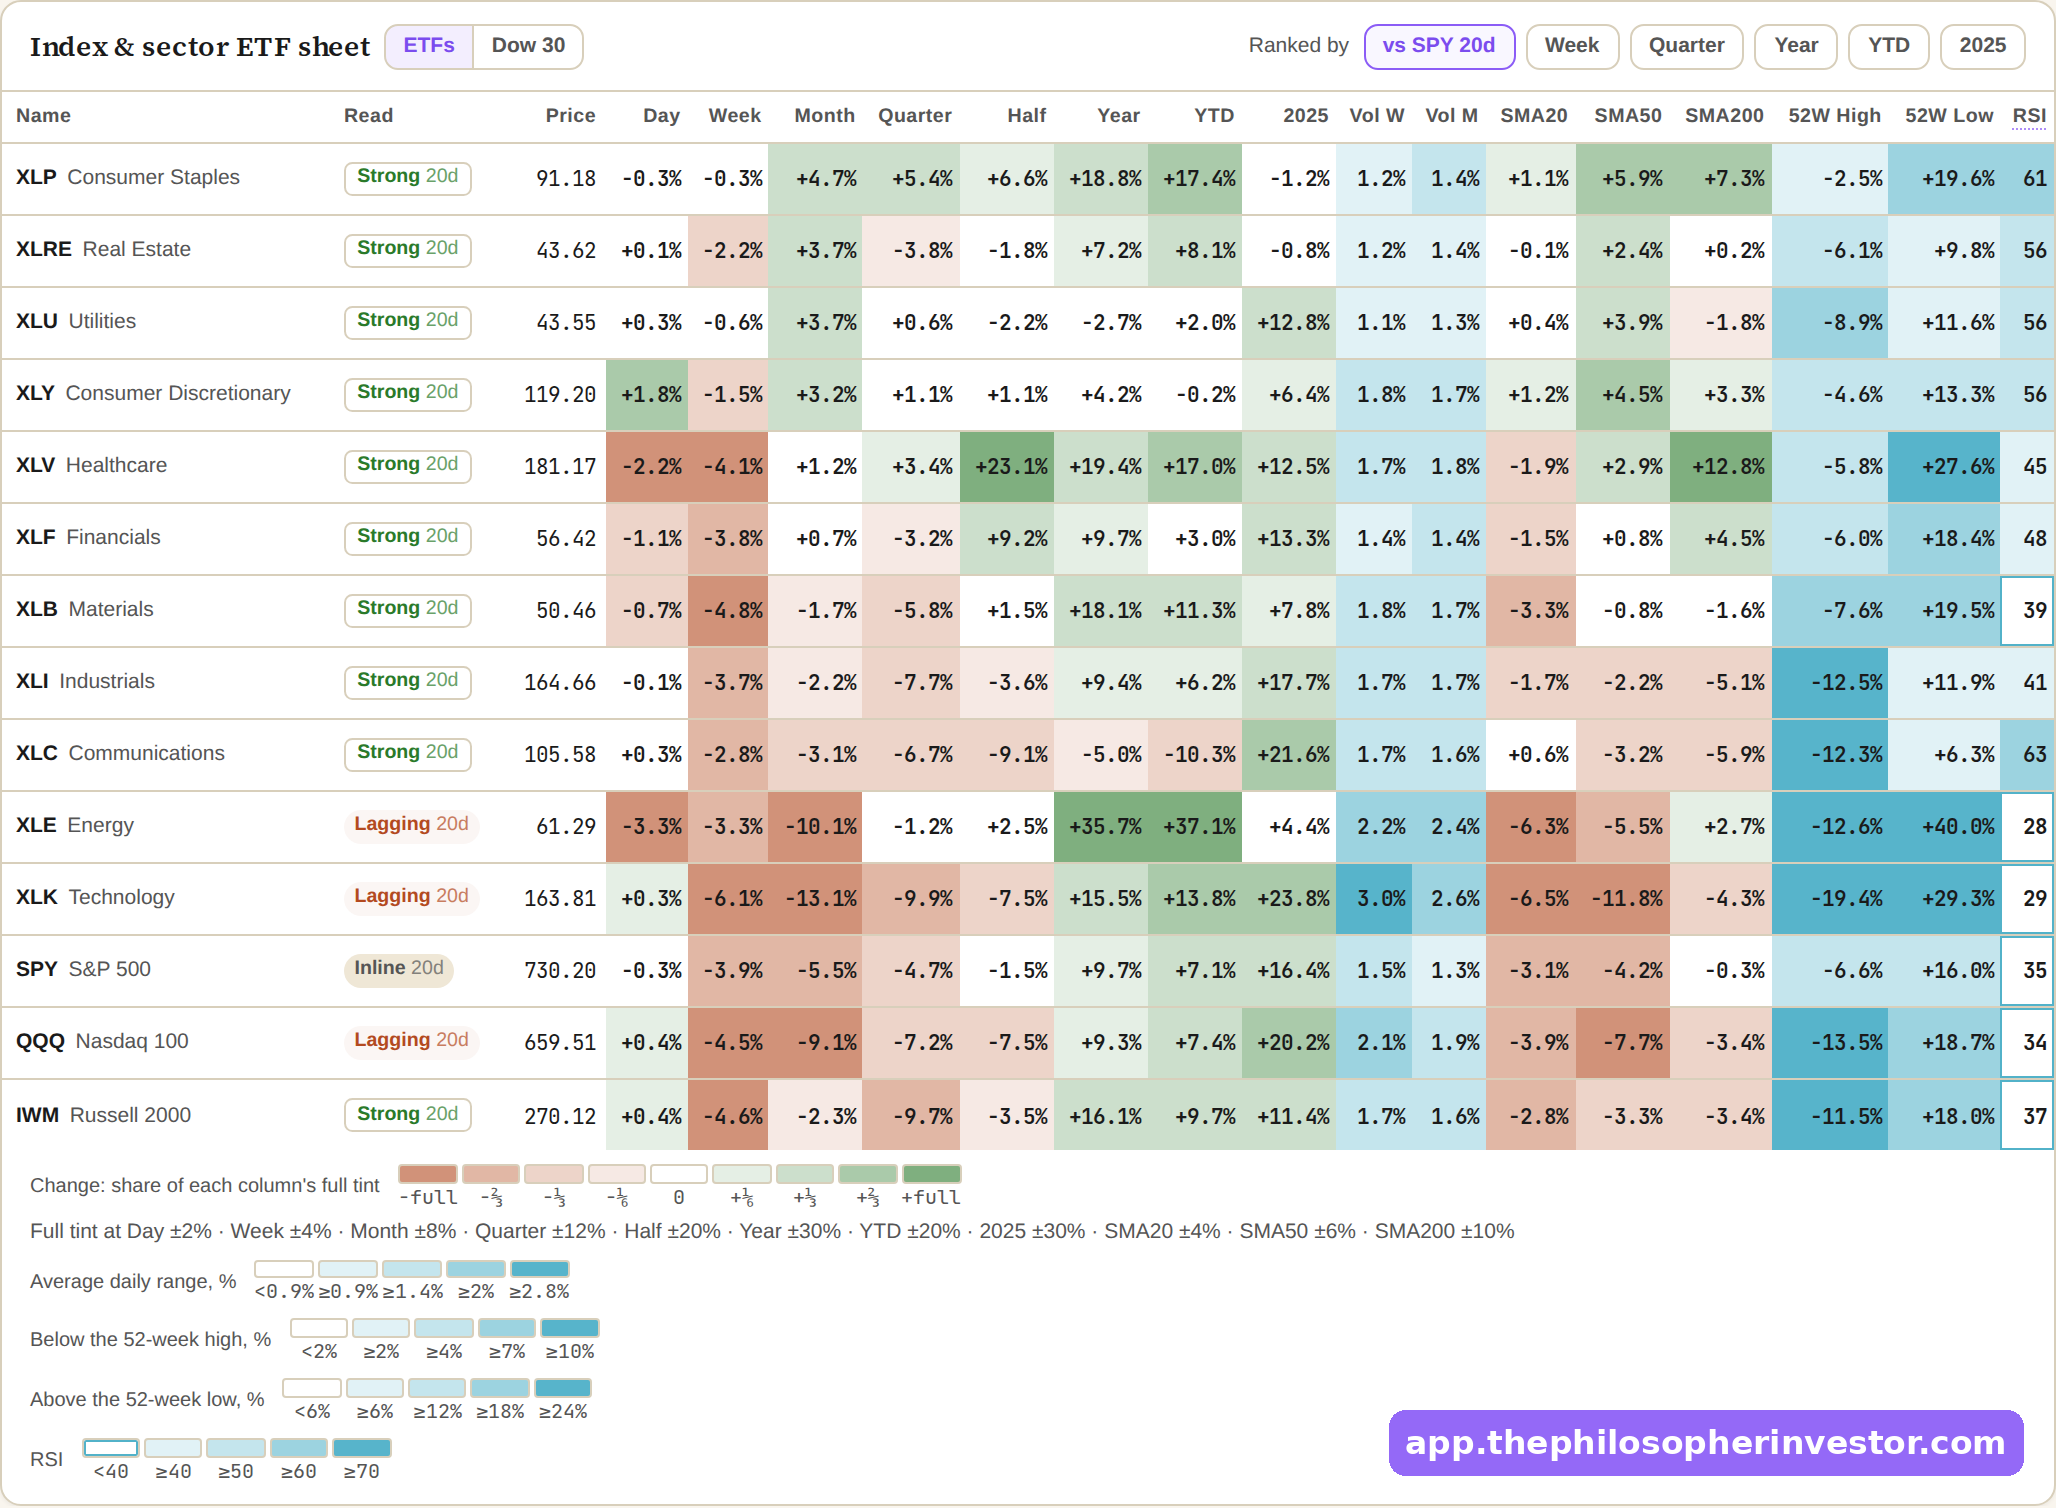 Index & sector ETF sheet ETFs Dow 30 Ranked by vs SPY 20d Week Quarter Year YTD 2025
Name Read Price Day Week Month Quarter Half Year YTD 2025 Vol W Vol M SMA20 SMA50 SMA200 52W High 52W Low RSI
XLP Consumer Staples Strong 20d 91.18 -0.3% -0.3% +4.7% +5.4% +6.6% +18.8% +17.4% -1.2% 1.2% 1.4% +1.1% +5.9% +7.3% -2.5% +19.6% 61
XLRE Real Estate Strong 20d 43.62 +0.1% -2.2% +3.7% -3.8% -1.8% +7.2% +8.1% -0.8% 1.2% 1.4% -0.1% +2.4% +0.2% -6.1% +9.8% 56
XLU Utilities Strong 20d 43.55 +0.3% -0.6% +3.7% +0.6% -2.2% -2.7% +2.0% +12.8% 1.1% 1.3% +0.4% +3.9% -1.8% -8.9% +11.6% 56
XLY Consumer Discretionary Strong 20d 119.20 +1.8% -1.5% +3.2% +1.1% +1.1% +4.2% -0.2% +6.4% 1.8% 1.7% +1.2% +4.5% +3.3% -4.6% +13.3% 56
XLV Healthcare Strong 20d 181.17 -2.2% -4.1% +1.2% +3.4% +23.1% +19.4% +17.0% +12.5% 1.7% 1.8% -1.9% +2.9% +12.8% -5.8% +27.6% 45
XLF Financials Strong 20d 56.42 -1.1% -3.8% +0.7% -3.2% +9.2% +9.7% +3.0% +13.3% 1.4% 1.4% -1.5% +0.8% +4.5% -6.0% +18.4% 48
XLB Materials Strong 20d 50.46 -0.7% -4.8% -1.7% -5.8% +1.5% +18.1% +11.3% +7.8% 1.8% 1.7% -3.3% -0.8% -1.6% -7.6% +19.5% 39
XLI Industrials Strong 20d 164.66 -0.1% -3.7% -2.2% -7.7% -3.6% +9.4% +6.2% +17.7% 1.7% 1.7% -1.7% -2.2% -5.1% -12.5% +11.9% 41
XLC Communications Strong 20d 105.58 +0.3% -2.8% -3.1% -6.7% -9.1% -5.0% -10.3% +21.6% 1.7% 1.6% +0.6% -3.2% -5.9% -12.3% +6.3% 63
XLE Energy Lagging 20d 61.29 -3.3% -3.3% -10.1% -1.2% +2.5% +35.7% +37.1% +4.4% 2.2% 2.4% -6.3% -5.5% +2.7% -12.6% +40.0% 28
XLK Technology Lagging 20d 163.81 +0.3% -6.1% -13.1% -9.9% -7.5% +15.5% +13.8% +23.8% 3.0% 2.6% -6.5% -11.8% -4.3% -19.4% +29.3% 29
SPY S&P 500 Inline 20d 730.20 -0.3% -3.9% -5.5% -4.7% -1.5% +9.7% +7.1% +16.4% 1.5% 1.3% -3.1% -4.2% -0.3% -6.6% +16.0% 35
QQQ Nasdaq 100 Lagging 20d 659.51 +0.4% -4.5% -9.1% -7.2% -7.5% +9.3% +7.4% +20.2% 2.1% 1.9% -3.9% -7.7% -3.4% -13.5% +18.7% 34
IWM Russell 2000 Strong 20d 270.12 +0.4% -4.6% -2.3% -9.7% -3.5% +16.1% +9.7% +11.4% 1.7% 1.6% -2.8% -3.3% -3.4% -11.5% +18.0% 37
Change: share of each column's full tint -full -⅔ -⅓ -⅙ 0 +⅙ +⅓ +⅔ +full
Full tint at Day ±2% · Week ±4% · Month ±8% · Quarter ±12% · Half ±20% · Year ±30% · YTD ±20% · 2025 ±30% · SMA20 ±4% · SMA50 ±6% · SMA200 ±10%
Average daily range, % <0.9% ≥0.9% ≥1.4% ≥2% ≥2.8%
Below the 52-week high, % <2% ≥2% ≥4% ≥7% ≥10%
Above the 52-week low, % <6% ≥6% ≥12% ≥18% ≥24%
RSI <40 ≥40 ≥50 ≥60 ≥70
app.thephilosopherinvestor.com